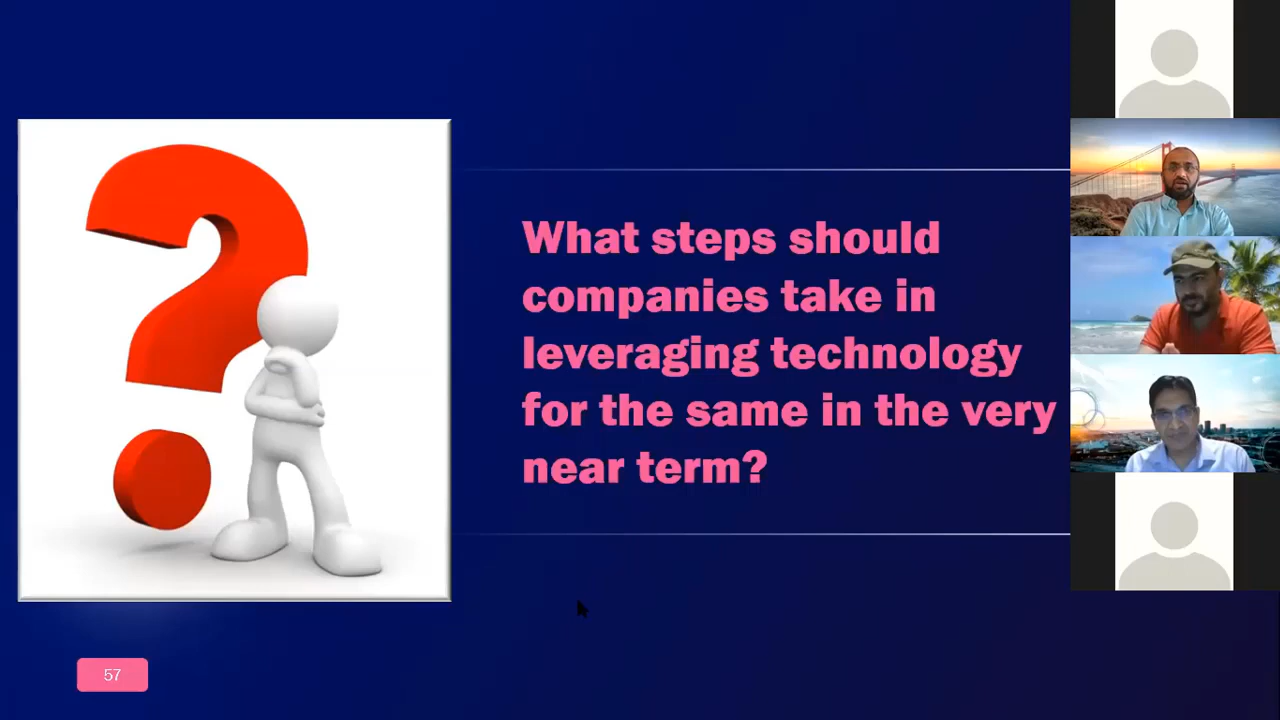 What steps should
companies take in
leveraging technology
for the same in the very
near term?
57